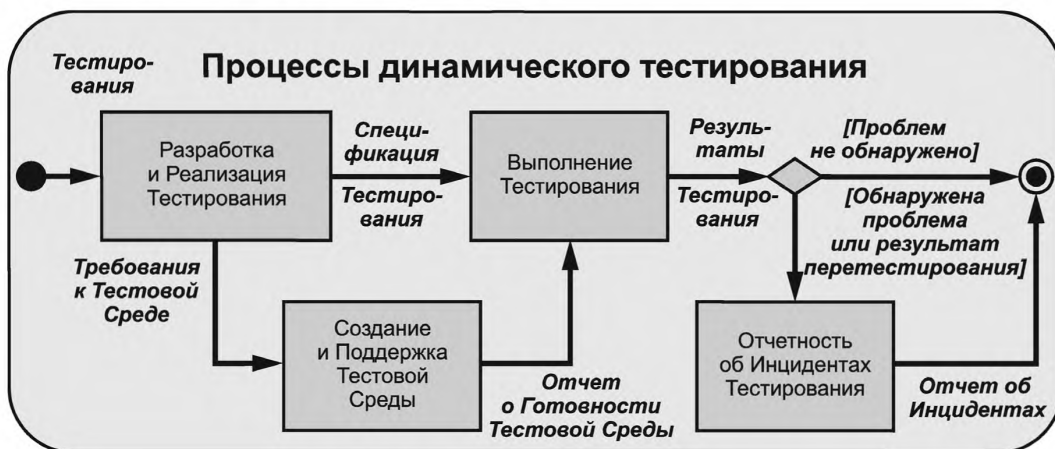 Процессы динамического тестирования
Тестиро-
вания
Разработка
и Реализация
Тестирования
Специ-
фикация
Тестиро-
вания
Выполнение
Тестирования
Резуль-
таты
Тестиро-
вания
[Проблем
не обнаружено]
[Обнаружена
проблема
или результат
перетестирования]
Требования
к Тестовой
Среде
Создание
и Поддержка
Тестовой
Среды
Отчет
о Готовности
Тестовой Среды
Отчетность
об Инцидентах
Тестирования
Отчет об
Инцидентах